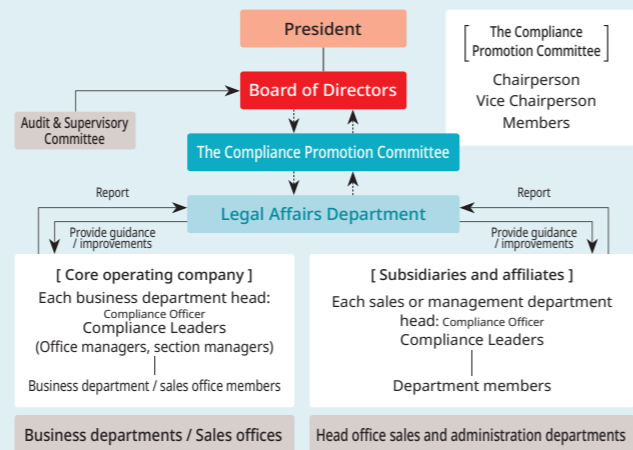 President
[ The Compliance
Promotion Committee ]
Chairperson
Vice Chairperson
Members
Board of Directors
Audit & Supervisory
Committee
The Compliance Promotion Committee
Legal Affairs Department
Report
Provide guidance
/ improvements
Report
Provide guidance
/ improvements
[ Core operating company ]
Each business department head:
Compliance Officer
Compliance Leaders
(Office managers, section managers)
Business department / sales office members
Business departments / Sales offices
[ Subsidiaries and affiliates ]
Each sales or management department
head: Compliance Officer
Compliance Leaders
Department members
Head office sales and administration departments